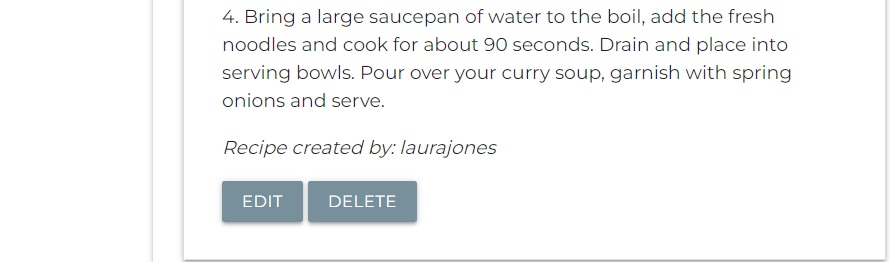 4. Bring a large saucepan of water to the boil, add the fresh
noodles and cook for about 90 seconds. Drain and place into
serving bowls. Pour over your curry soup, garnish with spring
onions and serve.
Recipe created by: laurajones
EDIT DELETE